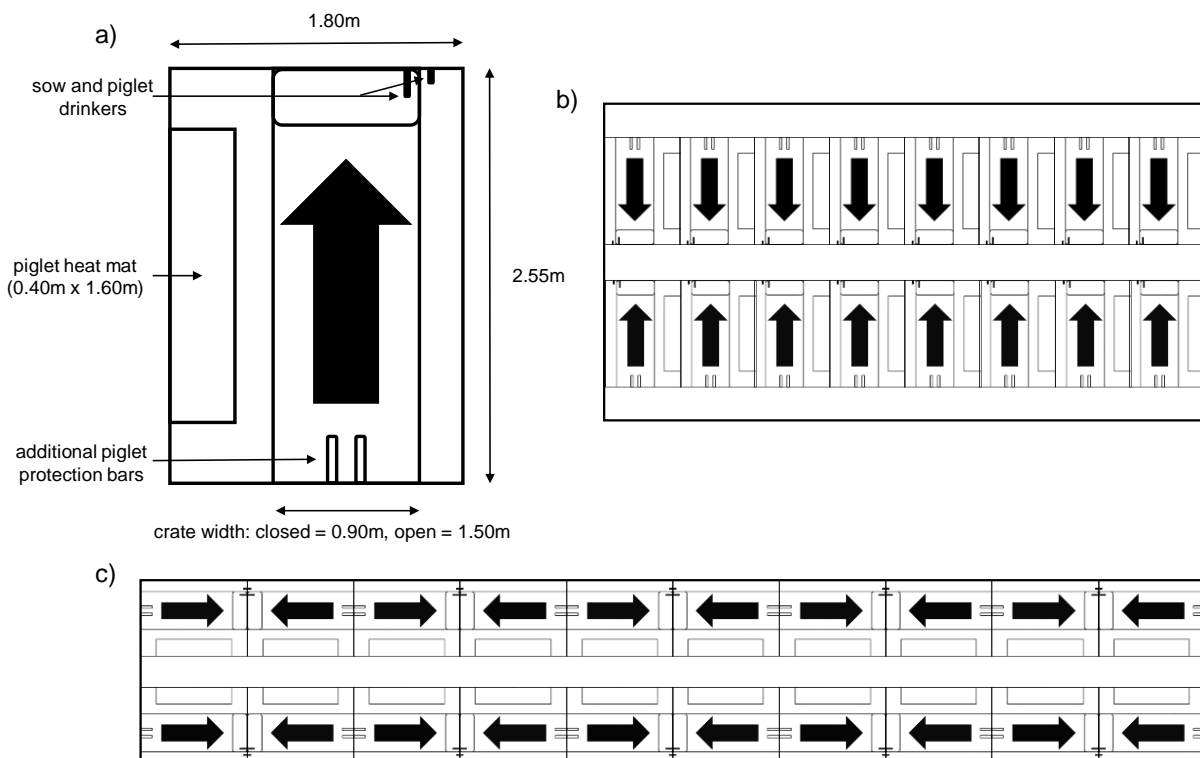 a)
1.80m
sow and piglet
drinkers
b)
piglet heat mat
(0.40m x 1.60m)
2.55m
additional piglet
protection bars
crate width: closed = 0.90m, open = 1.50m
c)